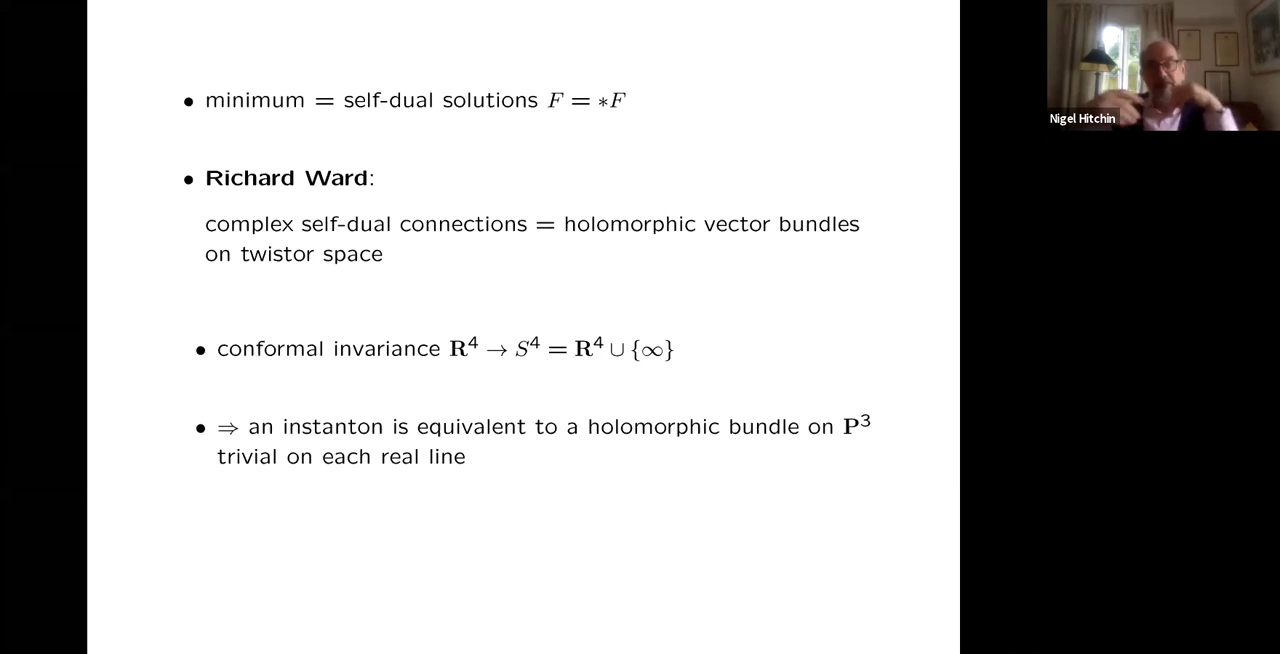 • minimum = self-dual solutions F = ∗F
• Richard Ward:
complex self-dual connections = holomorphic vector bundles
on twistor space
• conformal invariance R⁴ → S⁴ = R⁴ ∪ {∞}
• ⇒ an instanton is equivalent to a holomorphic bundle on P³
trivial on each real line
Nigel Hitchin